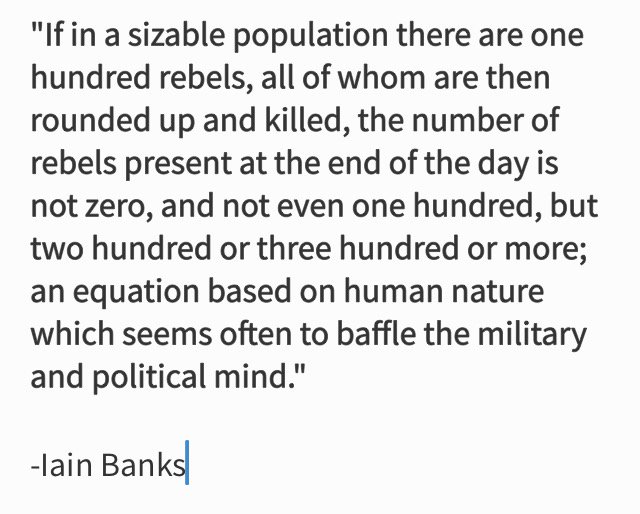 "If in a sizable population there are one
hundred rebels, all of whom are then
rounded up and killed, the number of
rebels present at the end of the day is
not zero, and not even one hundred, but
two hundred or three hundred or more;
an equation based on human nature
which seems often to baffle the military
and political mind."
-Iain Banks